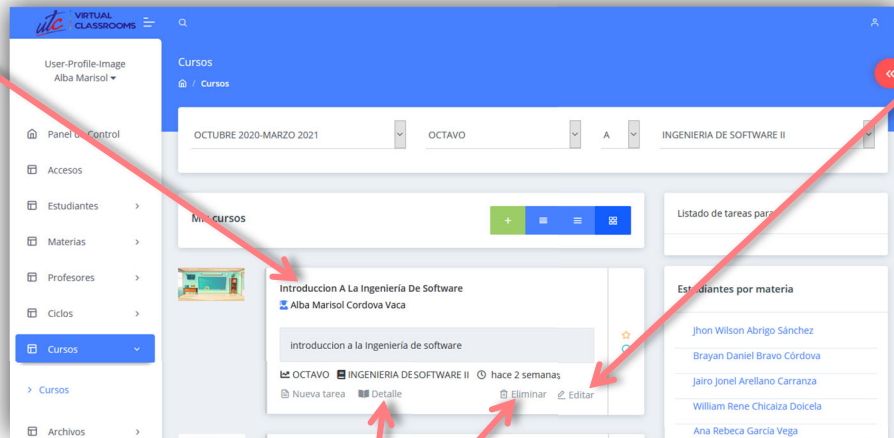 utc VIRTUAL
CLASSROOMS
User-Profile-Image
Alba Marisol
Panel de Control
Accesos
Estudiantes
Materias
Profesores
Ciclos
Cursos
Cursos
Archivos
Cursos
/ Cursos
OCTUBRE 2020-MARZO 2021 OCTAVO A INGENIERIA DE SOFTWARE II
Mis cursos
Introduccion A La Ingeniería De Software
Alba Marisol Cordova Vaca
introduccion a la Ingeniería de software
OCTAVO INGENIERIA DE SOFTWARE II hace 2 semanas
Nueva tarea Detalle Eliminar Editar
Listado de tareas para
Estudiantes por materia
Jhon Wilson Abrigo Sánchez
Brayan Daniel Bravo Córdova
Jairo Jonel Arellano Carranza
William Rene Chicaiza Doicela
Ana Rebeca García Vega